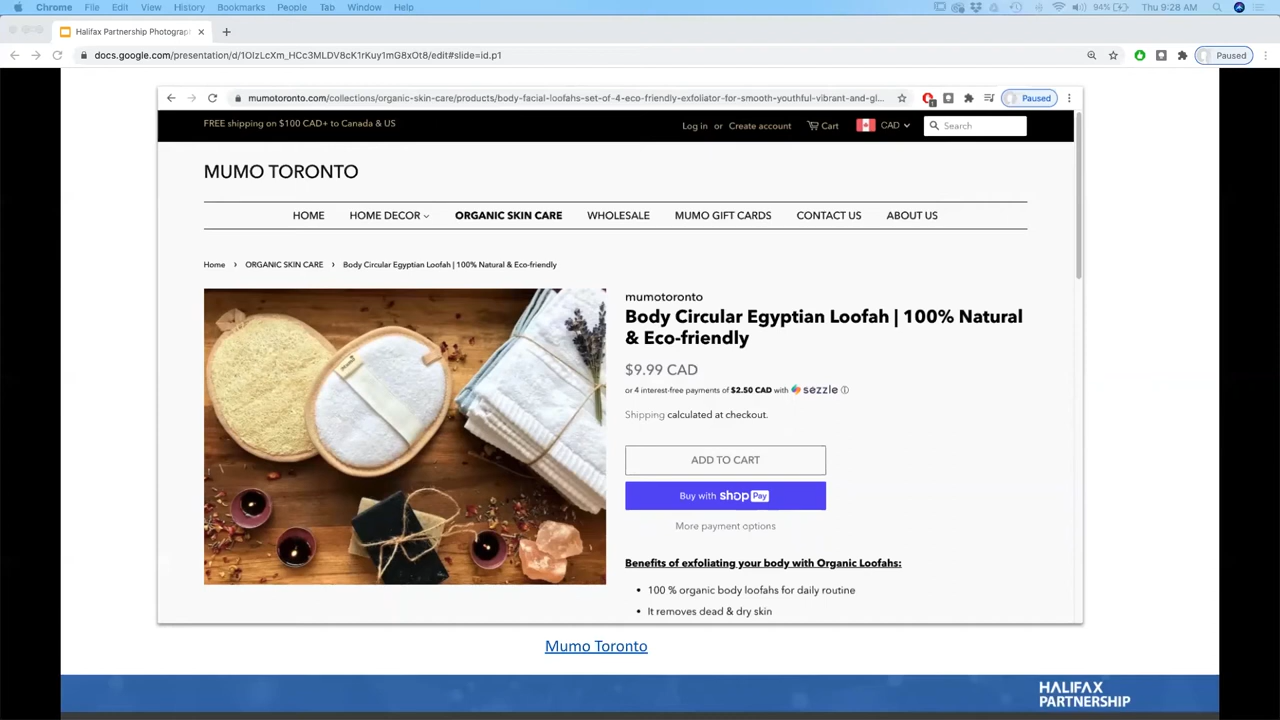 Chrome File Edit View History Bookmarks People Tab Window Help 94% Thu 9:28 AM
Halifax Partnership Photograp
docs.google.com/presentation/d/1OIzLcXm_HCc3MLDV8cK1rKuy1mG8xOt8/edit#slide=id.p1 Paused
mumotoronto.com/collections/organic-skin-care/products/body-facial-loofahs-set-of-4-eco-friendly-exfoliator-for-smooth-youthful-vibrant-and-gl... Paused
FREE shipping on $100 CAD+ to Canada & US Log in or Create account Cart CAD Search
MUMO TORONTO
HOME HOME DECOR ORGANIC SKIN CARE WHOLESALE MUMO GIFT CARDS CONTACT US ABOUT US
Home › ORGANIC SKIN CARE › Body Circular Egyptian Loofah | 100% Natural & Eco-friendly
mumotoronto
Body Circular Egyptian Loofah | 100% Natural
& Eco-friendly
$9.99 CAD
or 4 interest-free payments of $2.50 CAD with sezzle
Shipping calculated at checkout.
ADD TO CART
Buy with shop Pay
More payment options
Benefits of exfoliating your body with Organic Loofahs:
• 100 % organic body loofahs for daily routine
• It removes dead & dry skin
Mumo Toronto
HALIFAX
PARTNERSHIP